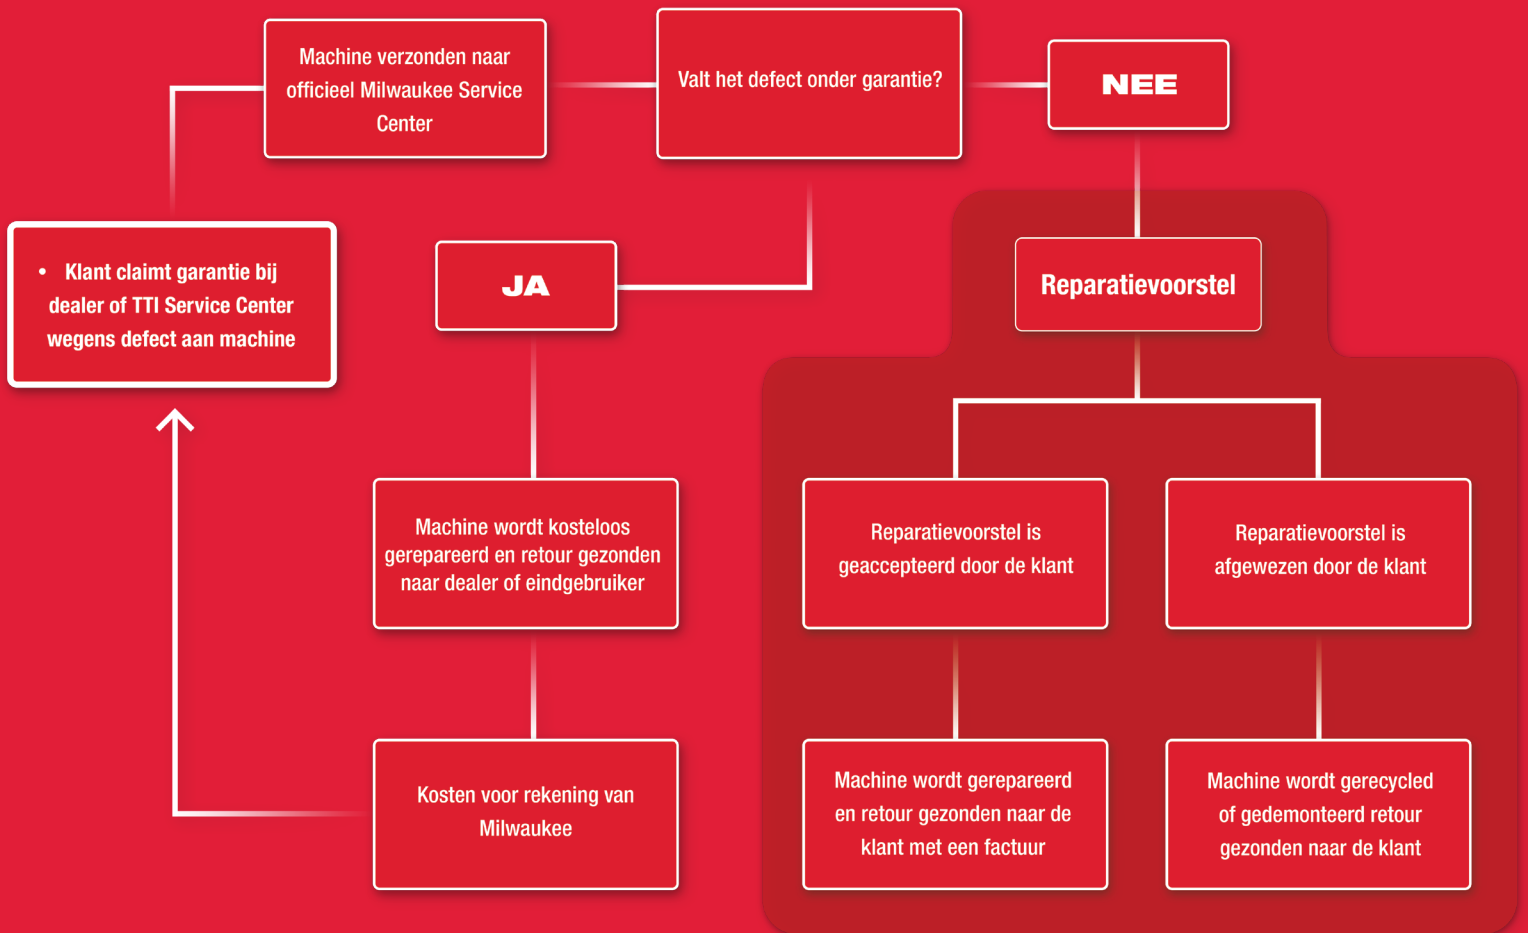 Machine verzonden naar
officieel Milwaukee Service
Center
Valt het defect onder garantie?
NEE
• Klant claimt garantie bij
dealer of TTI Service Center
wegens defect aan machine
JA
Reparatievoorstel
Machine wordt kosteloos
gerepareerd en retour gezonden
naar dealer of eindgebruiker
Reparatievoorstel is
geaccepteerd door de klant
Reparatievoorstel is
afgewezen door de klant
Kosten voor rekening van
Milwaukee
Machine wordt gerepareerd
en retour gezonden naar de
klant met een factuur
Machine wordt gerecycled
of gedemonteerd retour
gezonden naar de klant